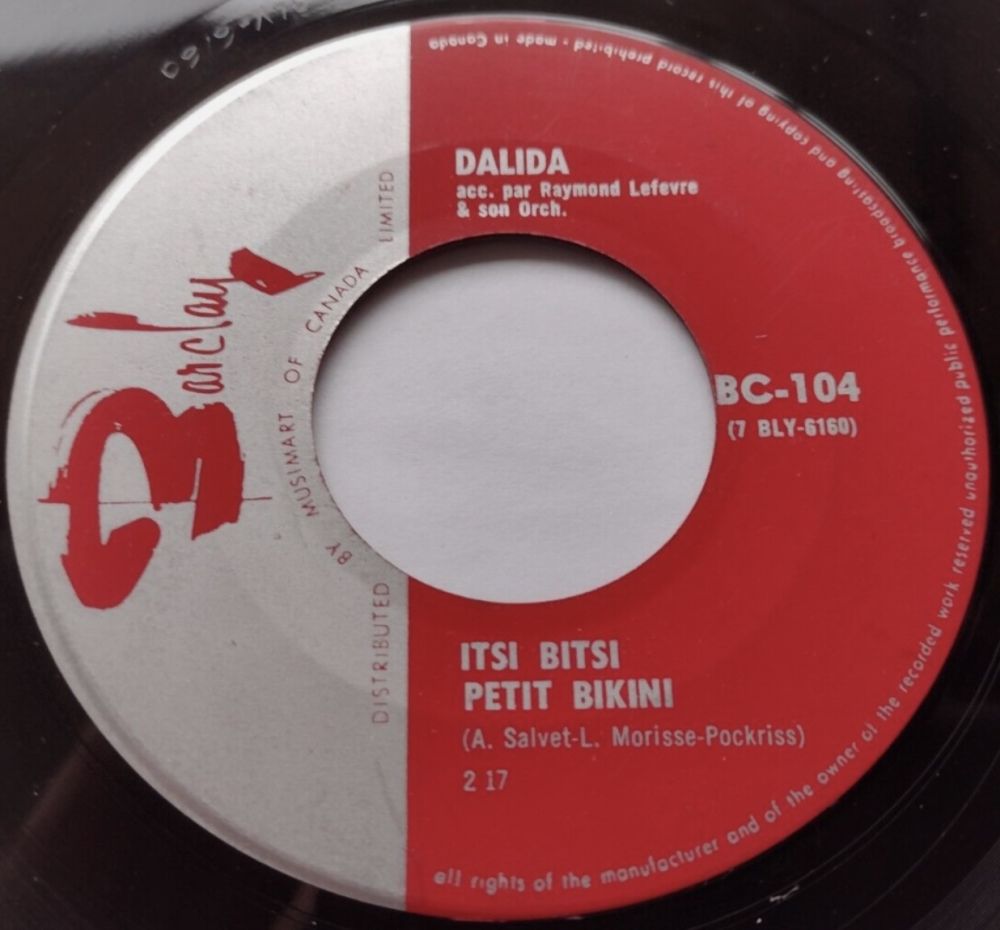 DALIDA
acc. par Raymond Lefevre
& son Orch.
Barclay
DISTRIBUTED BY MUSIMART OF CANADA LIMITED
BC-104
(7 BLY-6160)
ITSI BITSI
PETIT BIKINI
(A. Salvet-L. Morisse-Pockriss)
2 17
all rights of the manufacturer and of the owner of the recorded work reserved unauthorized public performance broadcasting and copying of this record prohibited - made in Canada